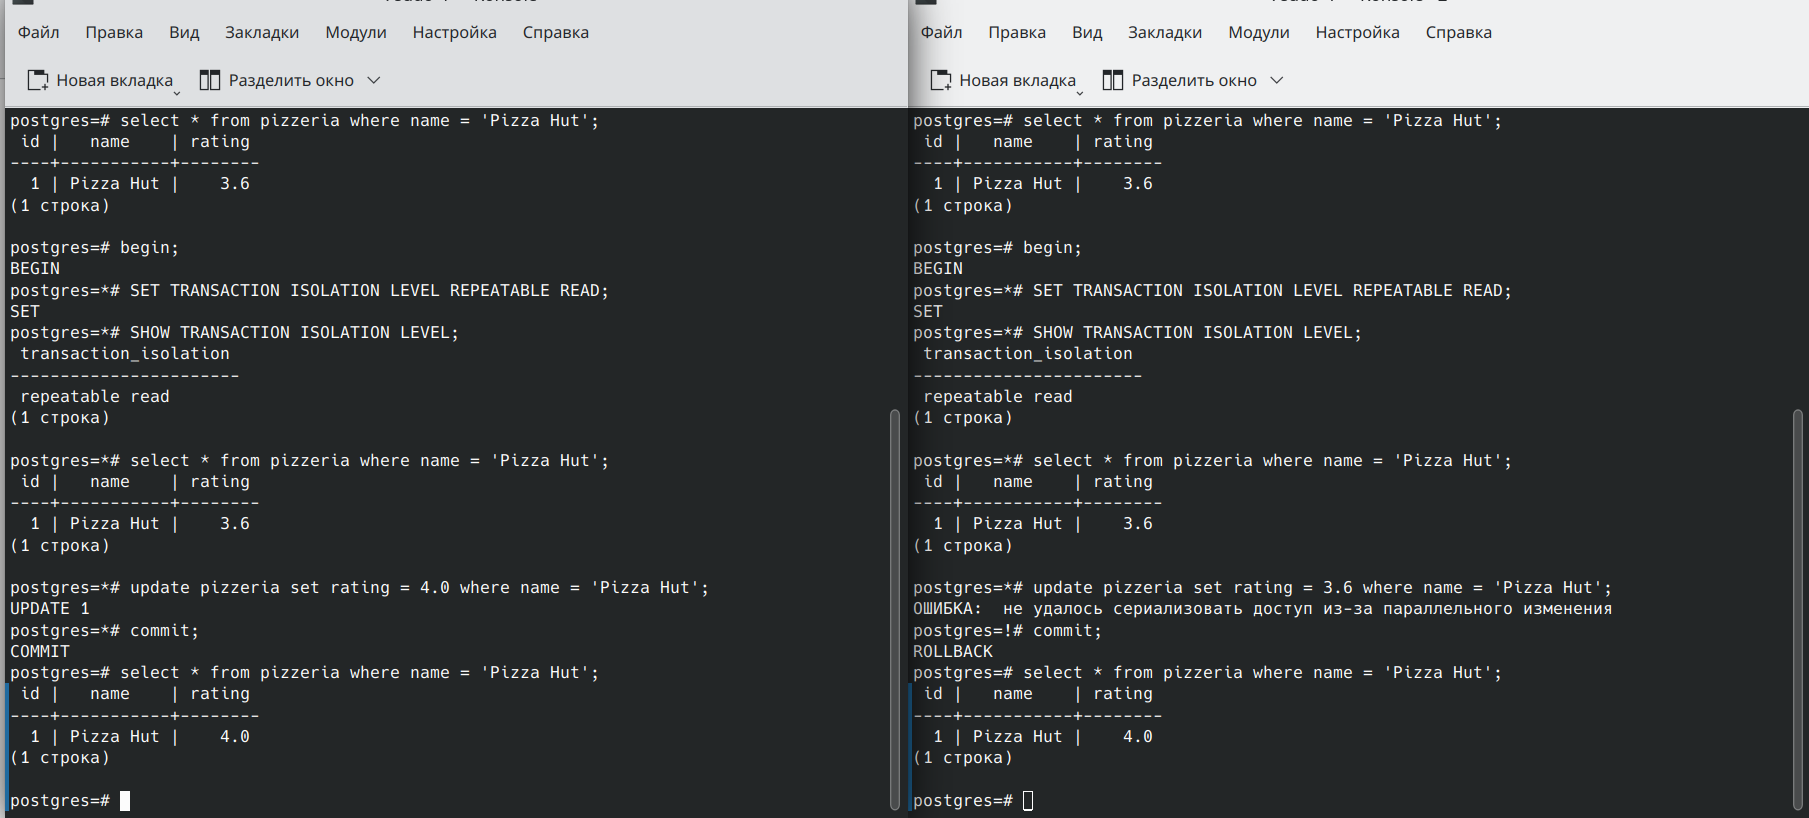 Файл Правка Вид Закладки Модули Настройка Справка
Новая вкладка Разделить окно
postgres=# select * from pizzeria where name = 'Pizza Hut';
 id |   name    | rating
----+-----------+--------
  1 | Pizza Hut |    3.6
(1 строка)

postgres=# begin;
BEGIN
postgres=*# SET TRANSACTION ISOLATION LEVEL REPEATABLE READ;
SET
postgres=*# SHOW TRANSACTION ISOLATION LEVEL;
 transaction_isolation
-----------------------
 repeatable read
(1 строка)

postgres=*# select * from pizzeria where name = 'Pizza Hut';
 id |   name    | rating
----+-----------+--------
  1 | Pizza Hut |    3.6
(1 строка)

postgres=*# update pizzeria set rating = 4.0 where name = 'Pizza Hut';
UPDATE 1
postgres=*# commit;
COMMIT
postgres=# select * from pizzeria where name = 'Pizza Hut';
 id |   name    | rating
----+-----------+--------
  1 | Pizza Hut |    4.0
(1 строка)

postgres=#
Файл Правка Вид Закладки Модули Настройка Справка
Новая вкладка Разделить окно
postgres=# select * from pizzeria where name = 'Pizza Hut';
 id |   name    | rating
----+-----------+--------
  1 | Pizza Hut |    3.6
(1 строка)

postgres=# begin;
BEGIN
postgres=*# SET TRANSACTION ISOLATION LEVEL REPEATABLE READ;
SET
postgres=*# SHOW TRANSACTION ISOLATION LEVEL;
 transaction_isolation
-----------------------
 repeatable read
(1 строка)

postgres=*# select * from pizzeria where name = 'Pizza Hut';
 id |   name    | rating
----+-----------+--------
  1 | Pizza Hut |    3.6
(1 строка)

postgres=*# update pizzeria set rating = 3.6 where name = 'Pizza Hut';
ОШИБКА:  не удалось сериализовать доступ из-за параллельного изменения
postgres=!# commit;
ROLLBACK
postgres=# select * from pizzeria where name = 'Pizza Hut';
 id |   name    | rating
----+-----------+--------
  1 | Pizza Hut |    4.0
(1 строка)

postgres=#